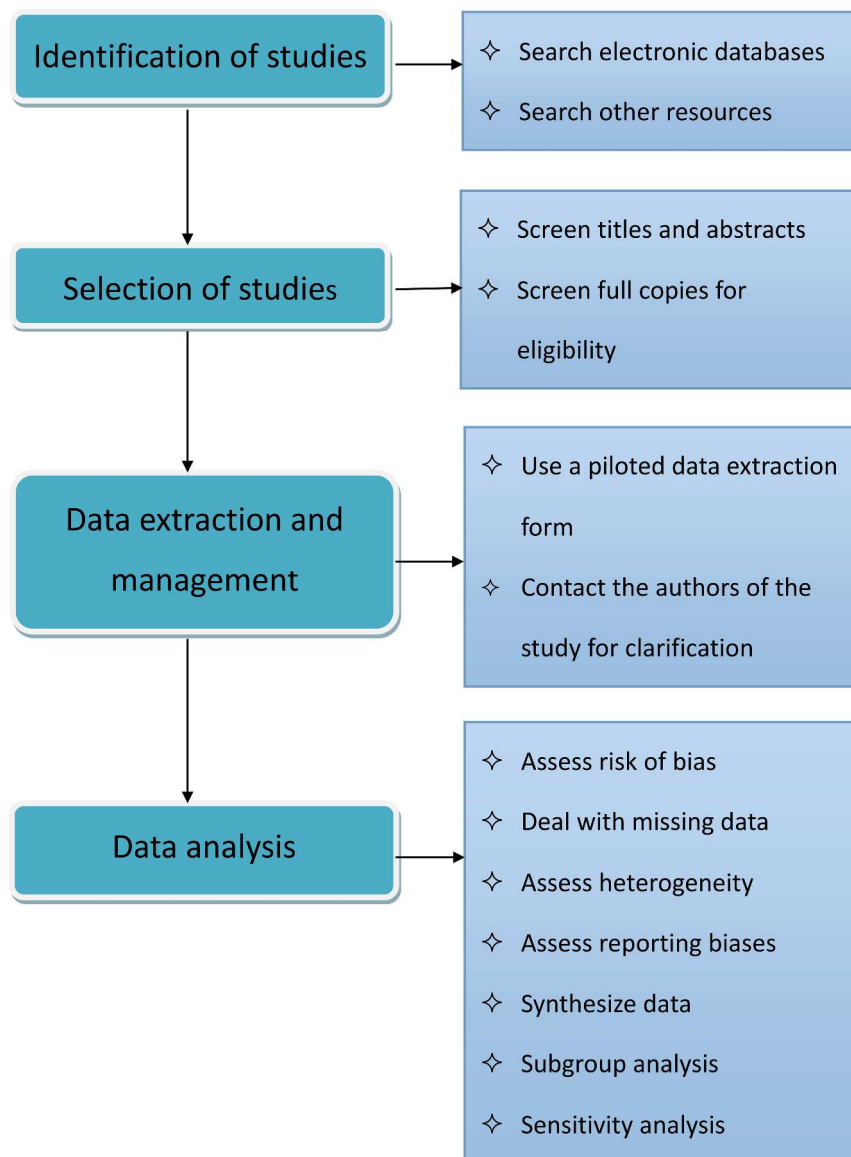 Identification of studies
✧ Search electronic databases
✧ Search other resources
Selection of studies
✧ Screen titles and abstracts
✧ Screen full copies for
eligibility
Data extraction and
management
✧ Use a piloted data extraction
form
✧ Contact the authors of the
study for clarification
Data analysis
✧ Assess risk of bias
✧ Deal with missing data
✧ Assess heterogeneity
✧ Assess reporting biases
✧ Synthesize data
✧ Subgroup analysis
✧ Sensitivity analysis